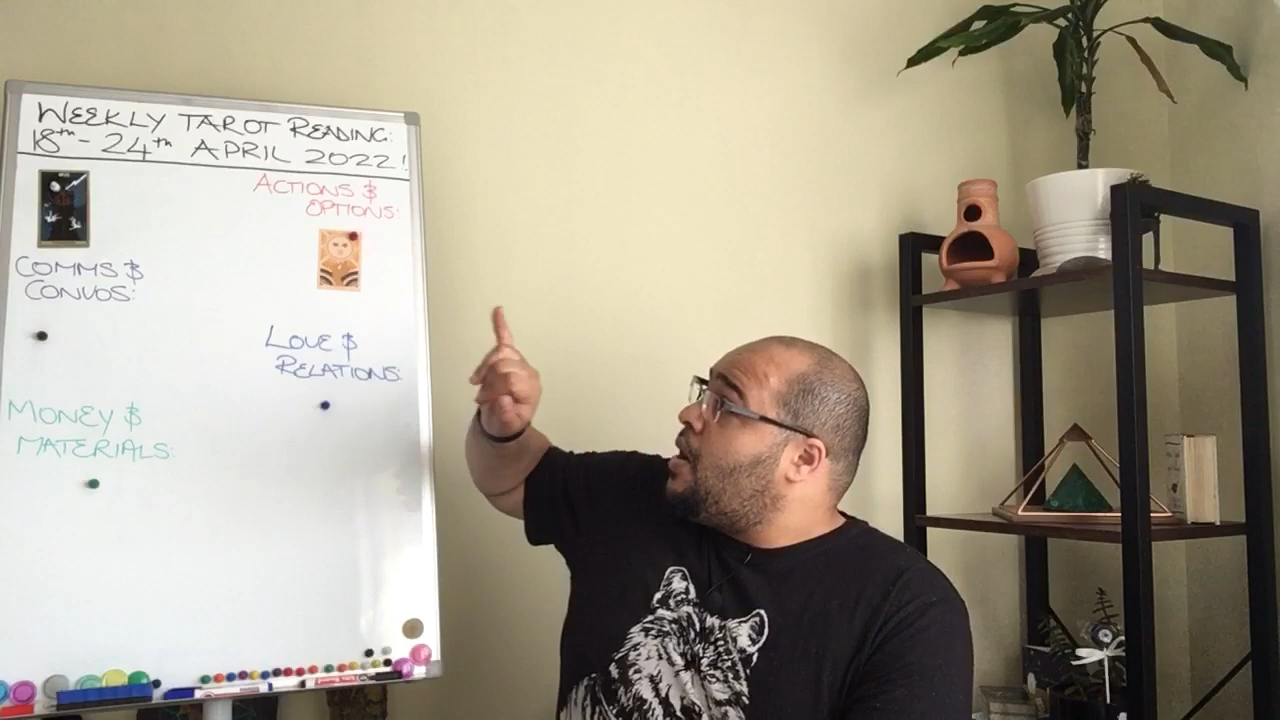 WEEKLY TAROT READING:
18th - 24th APRIL 2022!
ACTIONS &
OPTIONS:
COMMS &
CONVOS:
LOVE &
RELATIONS:
MONEY &
MATERIALS: